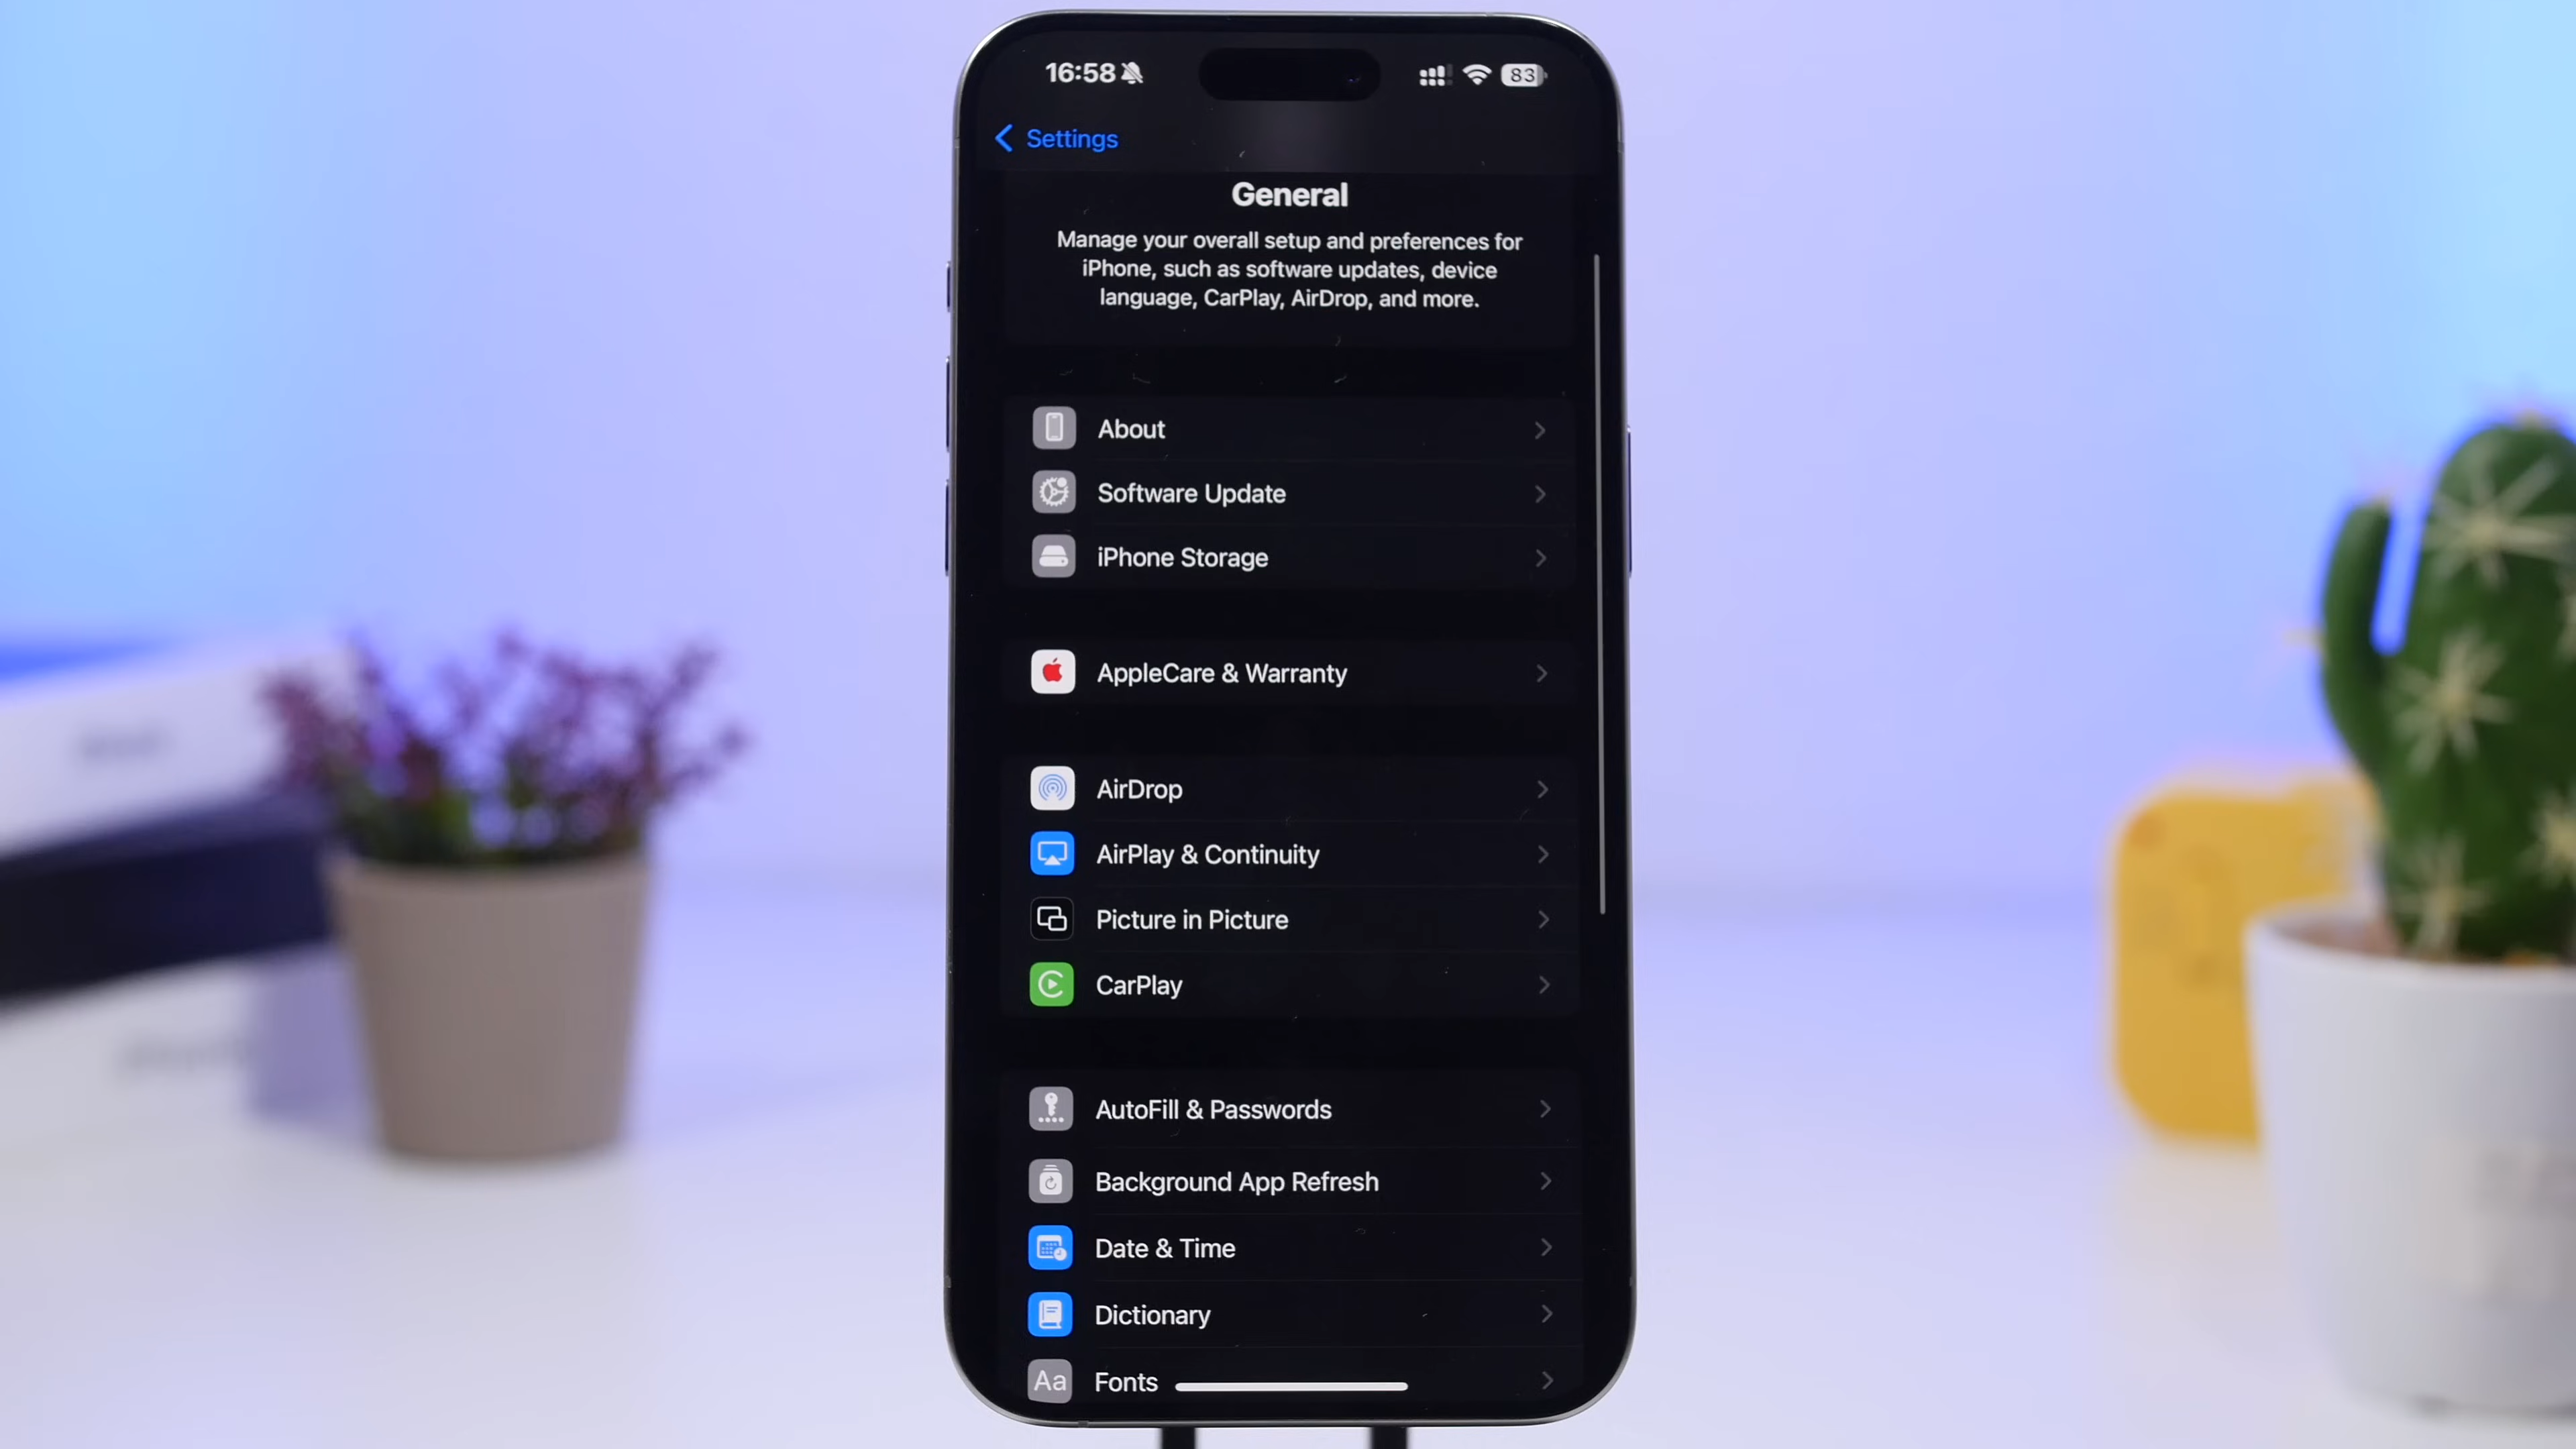 16:58
83
Settings
General
Manage your overall setup and preferences for
iPhone, such as software updates, device
language, CarPlay, AirDrop, and more.
About
Software Update
iPhone Storage
AppleCare & Warranty
AirDrop
AirPlay & Continuity
Picture in Picture
CarPlay
AutoFill & Passwords
Background App Refresh
Date & Time
Dictionary
Aa Fonts